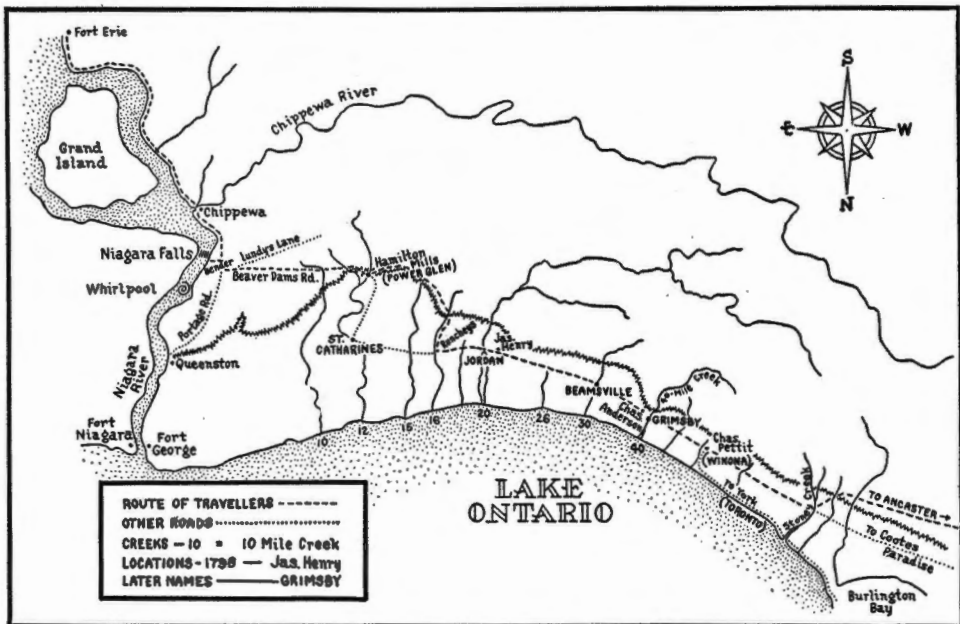 Fort Erie
Grand
Island
Chippewa River
S
E W
N
Chippewa
Niagara Falls
Bender
Lundy's Lane
Beaver Dams Rd.
Hamilton
Mills
(POWER GLEN)
Whirlpool
Portage Rd.
Queenston
ST.
CATHARINES
JORDAN
Jas.
Henry
BEAMSVILLE
Chas.
Anderson
40-Mile Creek
GRIMSBY
Chas.
Pettit
(WINONA)
Niagara
River
Fort
Niagara
Fort
George
10
12
15
16
20
26
30
40
To York
(TORONTO)
Stoney Creek
TO ANCASTER
To Cootes
Paradise
Burlington
Bay
LAKE
ONTARIO
ROUTE OF TRAVELLERS
OTHER ROADS
CREEKS - 10 = 10 Mile Creek
LOCATIONS - 1798 — Jas. Henry
LATER NAMES — GRIMSBY